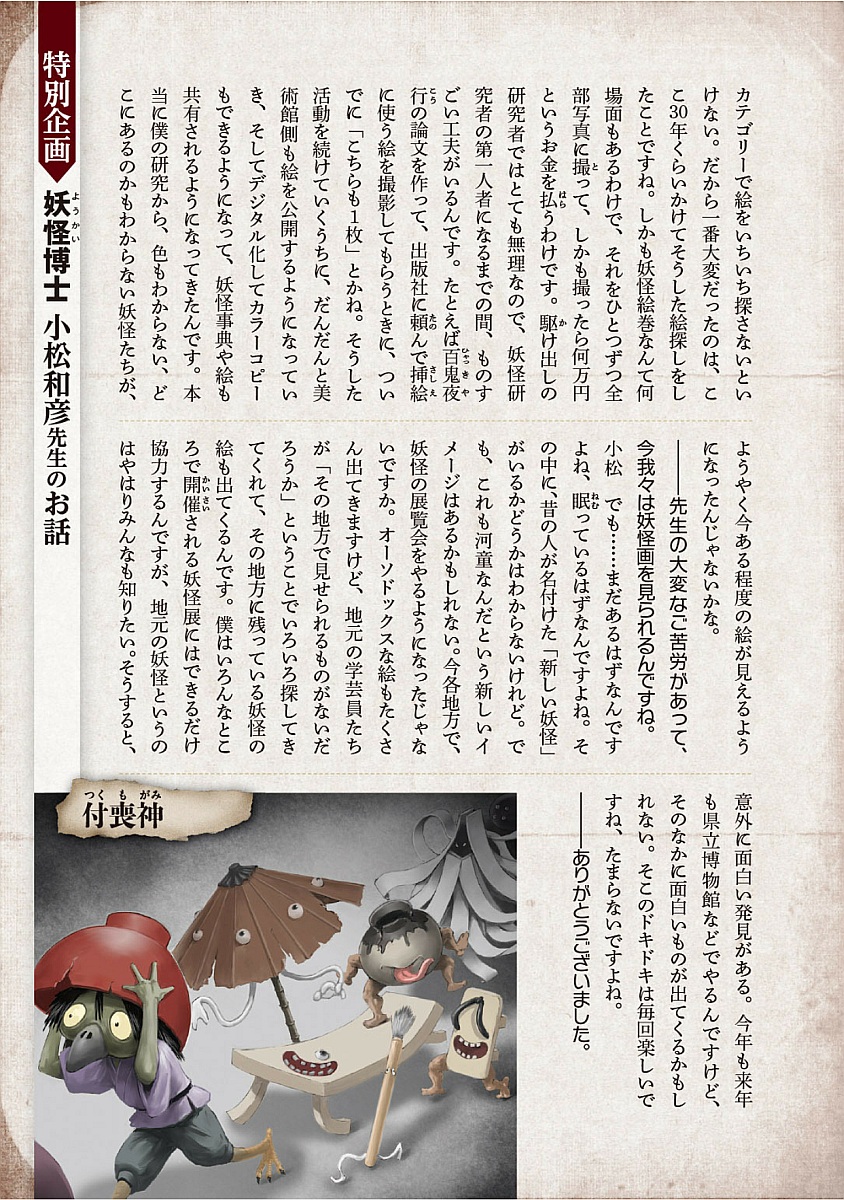 特別企画
妖怪博士 小松和彦先生のお話
ようかい
カテゴリーで絵をいちいち探さないとい
けない。だから一番大変だったのは、こ
こ30年くらいかけてそうした絵探しをし
たことですね。しかも妖怪絵巻なんて何
場面もあるわけで、それをひとつずつ全
部写真に撮って、しかも撮ったら何万円
と
というお金を払うわけです。駆け出しの
はら
か
研究者ではとても無理なので、妖怪研
究者の第一人者になるまでの間、ものす
ごい工夫がいるんです。たとえば百鬼夜
ひゃっきや
行の論文を作って、出版社に頼んで挿絵
こう
たの
さしえ
に使う絵を撮影してもらうときに、つい
でに「こちらも1枚」とかね。そうした
活動を続けていくうちに、だんだんと美
術館側も絵を公開するようになってい
き、そしてデジタル化してカラーコピー
もできるようになって、妖怪事典や絵も
共有されるようになってきたんです。本
当に僕の研究から、色もわからない、ど
こにあるのかもわからない妖怪たちが、
ようやく今ある程度の絵が見えるよう
になったんじゃないかな。
――先生の大変なご苦労があって、
今我々は妖怪画を見られるんですね。
小松 でも……まだあるはずなんです
よね、眠っているはずなんですよね。そ
ねむ
の中に、昔の人が名付けた「新しい妖怪」
がいるかどうかはわからないけれど。で
も、これも河童なんだという新しいイ
メージはあるかもしれない。今各地方で、
妖怪の展覧会をやるようになったじゃな
いですか。オーソドックスな絵もたくさ
ん出てきますけど、地元の学芸員たち
が「その地方で見せられるものがないだ
ろうか」ということでいろいろ探してき
てくれて、その地方に残っている妖怪の
絵も出てくるんです。僕はいろんなとこ
ろで開催される妖怪展にはできるだけ
かいさい
協力するんですが、地元の妖怪というの
はやはりみんなも知りたい。そうすると、
意外に面白い発見がある。今年も来年
も県立博物館などでやるんですけど、
そのなかに面白いものが出てくるかもし
れない。そこのドキドキは毎回楽しいで
すね、たまらないですよね。
――ありがとうございました。
つくもがみ
付喪神